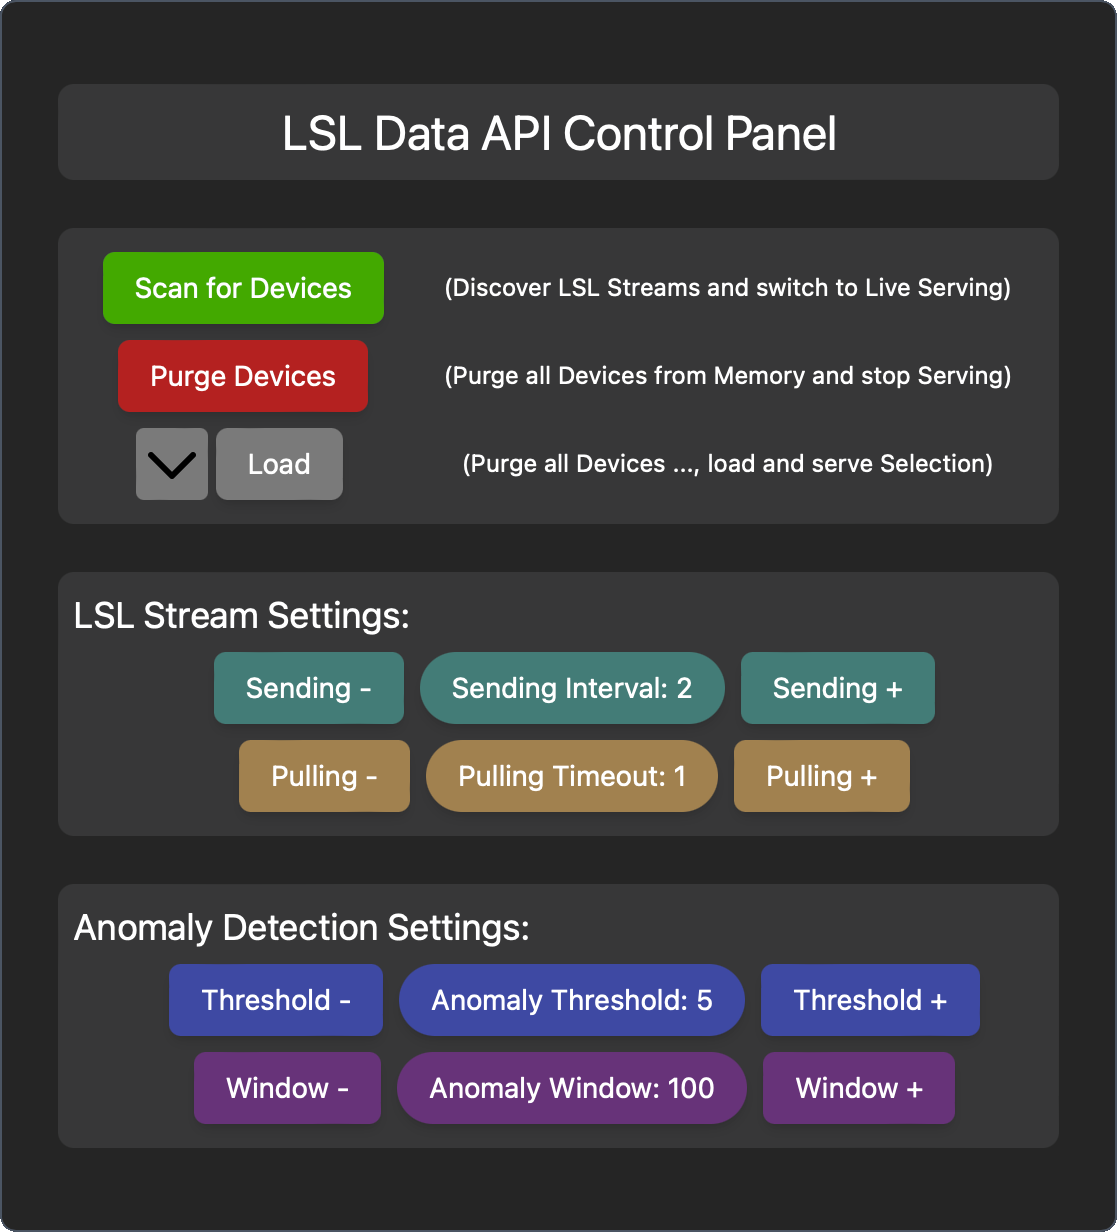 LSL Data API Control Panel
Scan for Devices (Discover LSL Streams and switch to Live Serving)
Purge Devices (Purge all Devices from Memory and stop Serving)
Load (Purge all Devices ..., load and serve Selection)
LSL Stream Settings:
Sending - Sending Interval: 2 Sending +
Pulling - Pulling Timeout: 1 Pulling +
Anomaly Detection Settings:
Threshold - Anomaly Threshold: 5 Threshold +
Window - Anomaly Window: 100 Window +